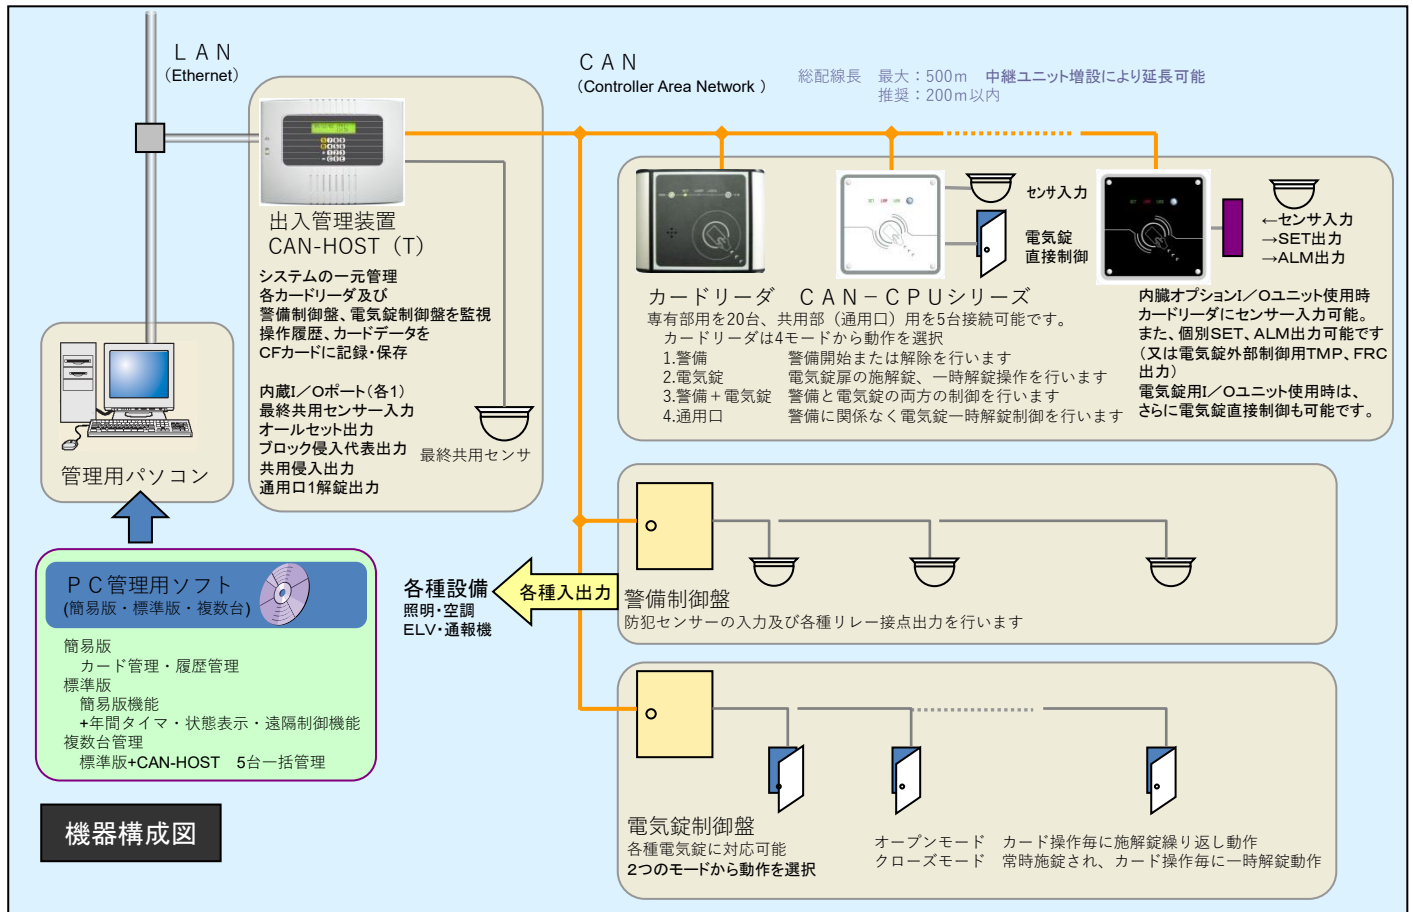 ＬＡＮ
（Ethernet）
ＣＡＮ
（Controller Area Network ）
総配線長　最大：500ｍ　中継ユニット増設により延長可能
推奨：200ｍ以内
出入管理装置
CAN-HOST（T）
システムの一元管理
各カードリーダ及び
警備制御盤、電気錠制御盤を監視
操作履歴、カードデータを
CFカードに記録・保存
内蔵Ｉ／Ｏポート（各1）
最終共用センサー入力
オールセット出力
ブロック侵入代表出力
共用侵入出力
通用口1解錠出力
最終共用センサ
センサ入力
電気錠
直接制御
←センサ入力
→SET出力
→ALM出力
カードリーダ　ＣＡＮ－ＣＰＵシリーズ
専有部用を20台、共用部（通用口）用を5台接続可能です。
カードリーダは4モードから動作を選択
1.警備　警備開始または解除を行います
2.電気錠　電気錠扉の施解錠、一時解錠操作を行います
3.警備＋電気錠　警備と電気錠の両方の制御を行います
4.通用口　警備に関係なく電気錠一時解錠制御を行います
内臓オプションＩ／Ｏユニット使用時
カードリーダにセンサー入力可能。
また、個別SET、ALM出力可能です
（又は電気錠外部制御用TMP、FRC
出力）
電気錠用Ｉ／Ｏユニット使用時は、
さらに電気錠直接制御も可能です。
管理用パソコン
ＰＣ管理用ソフト
(簡易版・標準版・複数台)
簡易版
カード管理・履歴管理
標準版
簡易版機能
+年間タイマ・状態表示・遠隔制御機能
複数台管理
標準版+CAN-HOST　5台一括管理
各種設備
照明・空調
ELV・通報機
各種入出力
警備制御盤
防犯センサーの入力及び各種リレー接点出力を行います
電気錠制御盤
各種電気錠に対応可能
２つのモードから動作を選択
オープンモード　カード操作毎に施解錠繰り返し動作
クローズモード　常時施錠され、カード操作毎に一時解錠動作
機器構成図